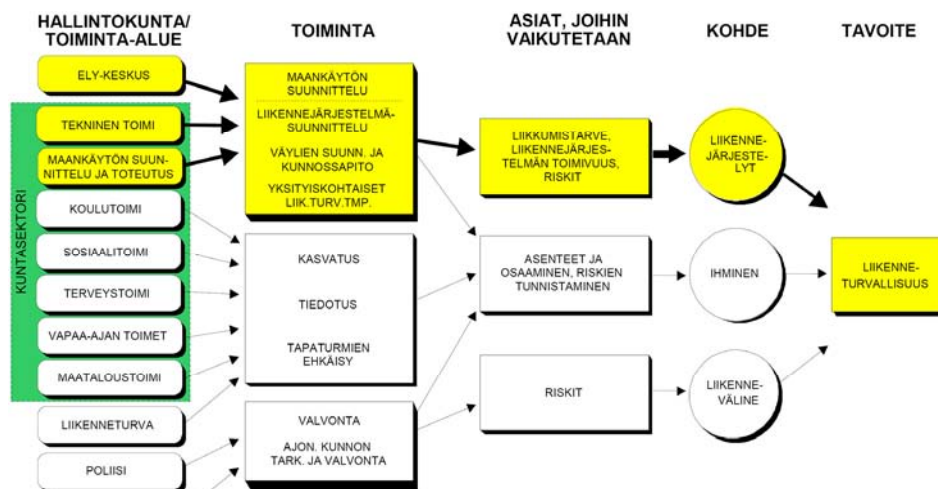 HALLINTOKUNTA/
TOIMINTA-ALUE
TOIMINTA
ASIAT, JOIHIN
VAIKUTETAAN
KOHDE
TAVOITE
KUNTASEKTORI
ELY-KESKUS
TEKNINEN TOIMI
MAANKÄYTÖN SUUN-
NITTELU JA TOTEUTUS
KOULUTOIMI
SOSIAALITOIMI
TERVEYSTOIMI
VAPAA-AJAN TOIMET
MAATALOUSTOIMI
LIIKENNETURVA
POLIISI
MAANKÄYTÖN
SUUNNITTELU
LIIKENNEJÄRJESTELMÄ-
SUUNNITTELU
VÄYLIEN SUUNN. JA
KUNNOSSAPITO
YKSITYISKOHTAISET
LIIK.TURV.TMP.
KASVATUS
TIEDOTUS
TAPATURMIEN
EHKÄISY
VALVONTA
AJON. KUNNON
TARK. JA VALVONTA
LIIKKUMISTARVE,
LIIKENNEJÄRJES-
TELMÄN TOIMIVUUS,
RISKIT
ASENTEET JA
OSAAMINEN, RISKIEN
TUNNISTAMINEN
RISKIT
LIIKENNE-
JÄRJESTE-
LYT
IHMINEN
LIIKENNE-
VÄLINE
LIIKENNE-
TURVALLISUUS